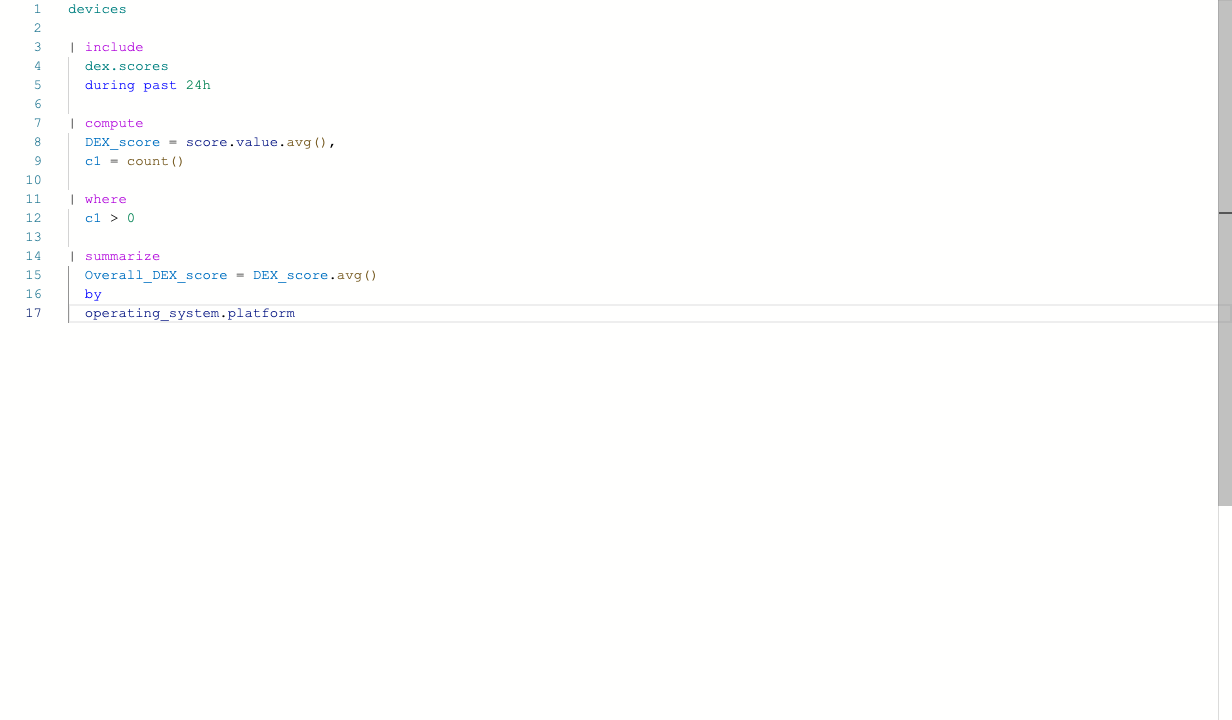 1 devices
2
3 | include
4 dex.scores
5 during past 24h
6
7 | compute
8 DEX_score = score.value.avg(),
9 c1 = count()
10
11 | where
12 c1 > 0
13
14 | summarize
15 Overall_DEX_score = DEX_score.avg()
16 by
17 operating_system.platform